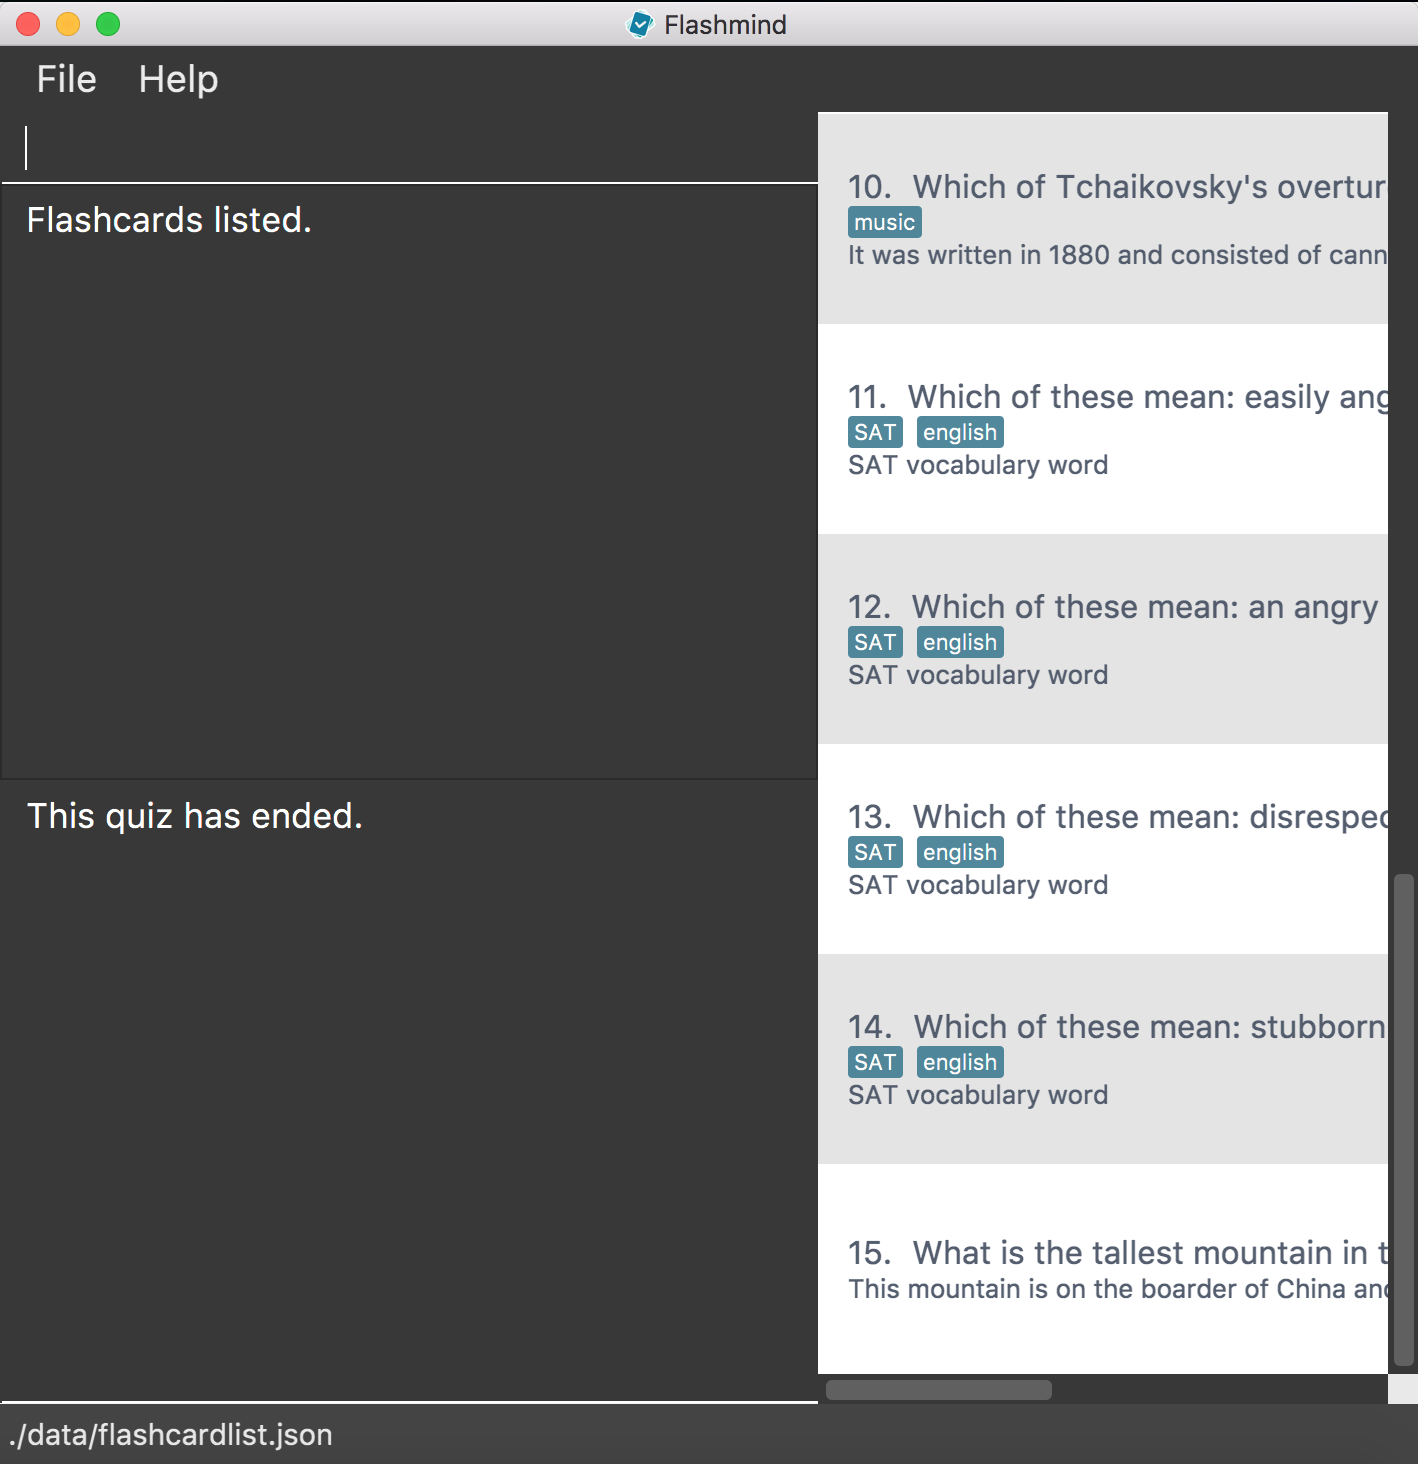 Flashmind
File Help
Flashcards listed.
This quiz has ended.
10. Which of Tchaikovsky's overtur
music
It was written in 1880 and consisted of cann
11. Which of these mean: easily ang
SAT english
SAT vocabulary word
12. Which of these mean: an angry
SAT english
SAT vocabulary word
13. Which of these mean: disrespec
SAT english
SAT vocabulary word
14. Which of these mean: stubborn
SAT english
SAT vocabulary word
15. What is the tallest mountain in t
This mountain is on the boarder of China and
./data/flashcardlist.json